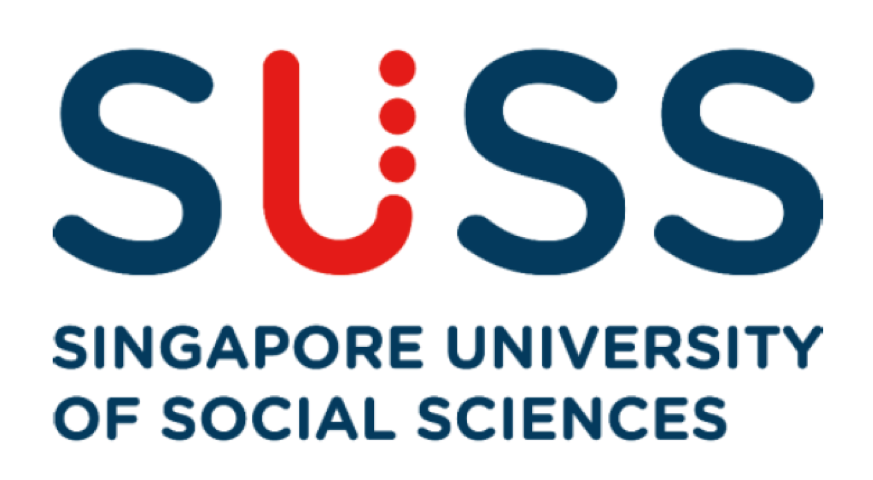 SUSS
SINGAPORE UNIVERSITY
OF SOCIAL SCIENCES